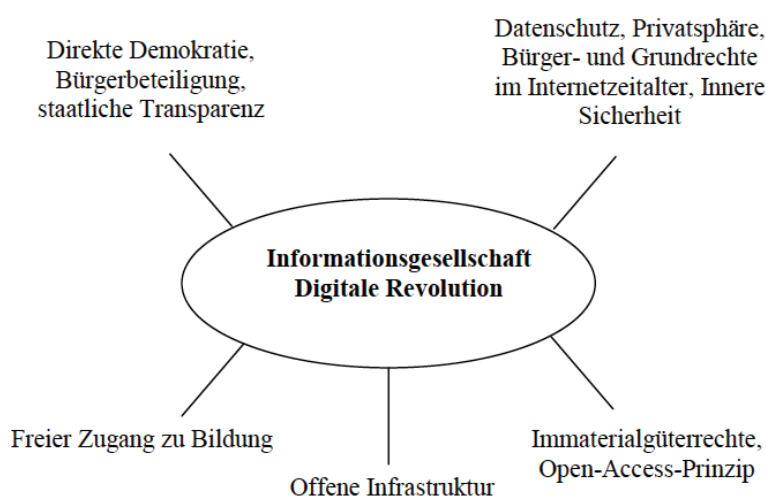 Direkte Demokratie,
Bürgerbeteiligung,
staatliche Transparenz
Datenschutz, Privatsphäre,
Bürger- und Grundrechte
im Internetzeitalter, Innere
Sicherheit
Informationsgesellschaft
Digitale Revolution
Freier Zugang zu Bildung
Offene Infrastruktur
Immaterialgüterrechte,
Open-Access-Prinzip